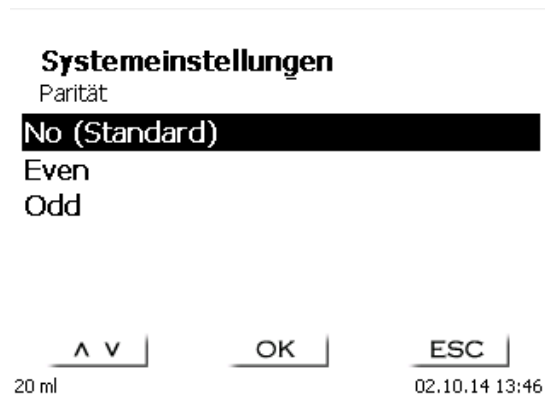 Systemeinstellungen
Parität
No (Standard)
Even
Odd
∧ ∨ OK ESC
20 ml 02.10.14 13:46